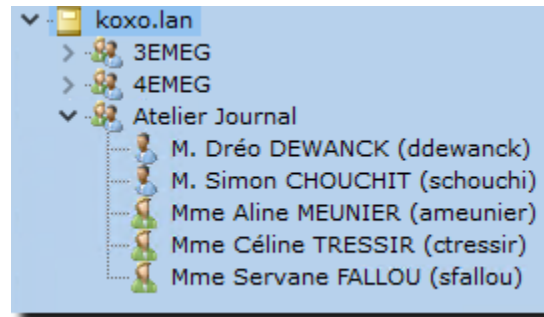 koxo.lan
3EMEG
4EMEG
Atelier Journal
M. Dréo DEWANCK (ddewanck)
M. Simon CHOUCHIT (schouchi)
Mme Aline MEUNIER (ameunier)
Mme Céline TRESSIR (ctressir)
Mme Servane FALLOU (sfallou)